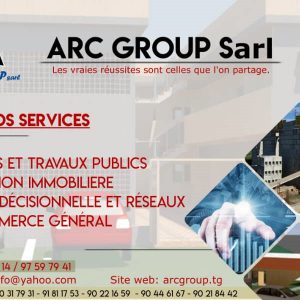 ARC GROUP Sarl
Les vraies réussites sont celles que l'on partage.
OS SERVICES
S ET TRAVAUX PUBLICS
ION IMMOBILIERE
DÉCISIONNELLE ET RÉSEAUX
MERCE GÉNÉRAL
14 / 97 59 79 41
nfo@yahoo.com
Site web: arcgroup.tg
0 31 79 31 - 91 81 17 53 - 90 22 16 59 - 90 44 61 67 - 90 21 84 42